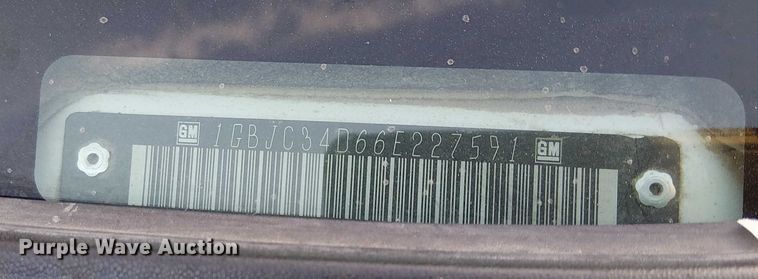 GM 1GBJC34D66E227591 GM
Purple Wave Auction